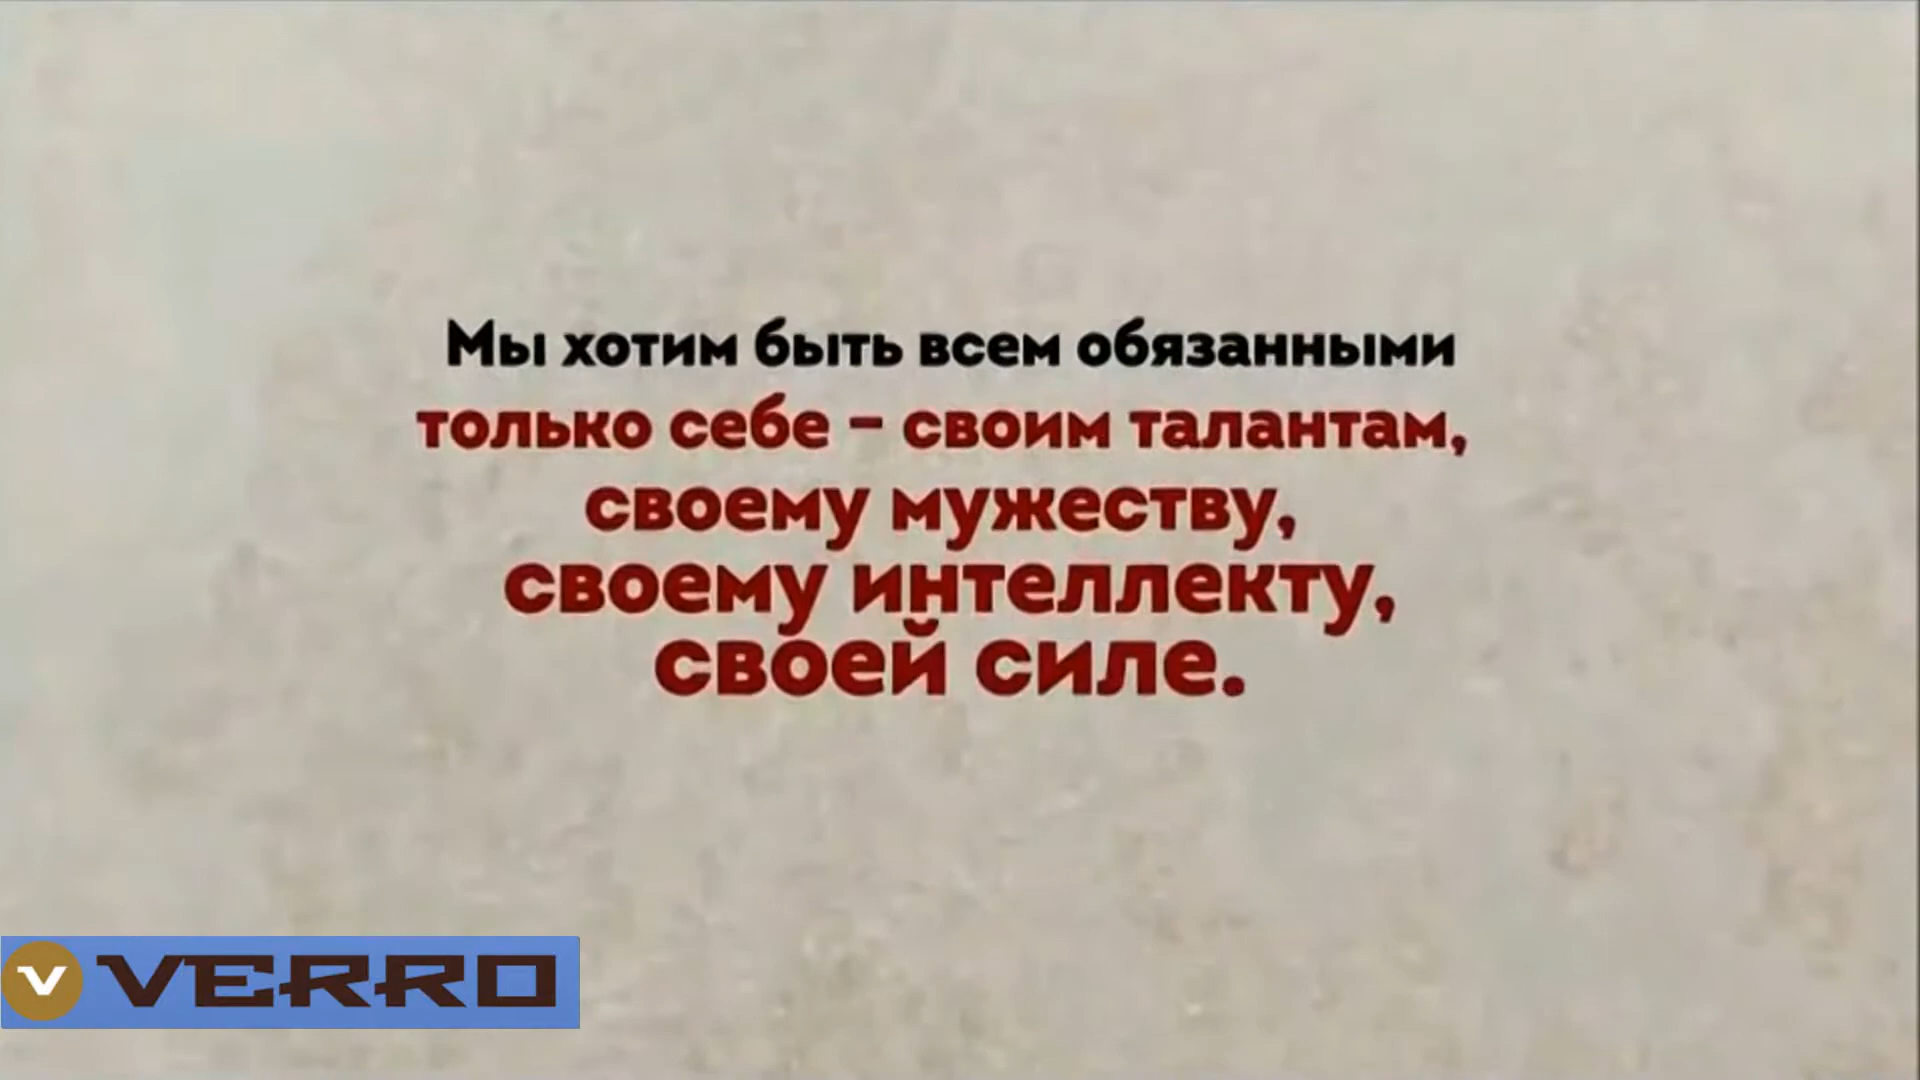 Мы хотим быть всем обязанными
только себе – своим талантам,
своему мужеству,
своему интеллекту,
своей силе.
V VERRO